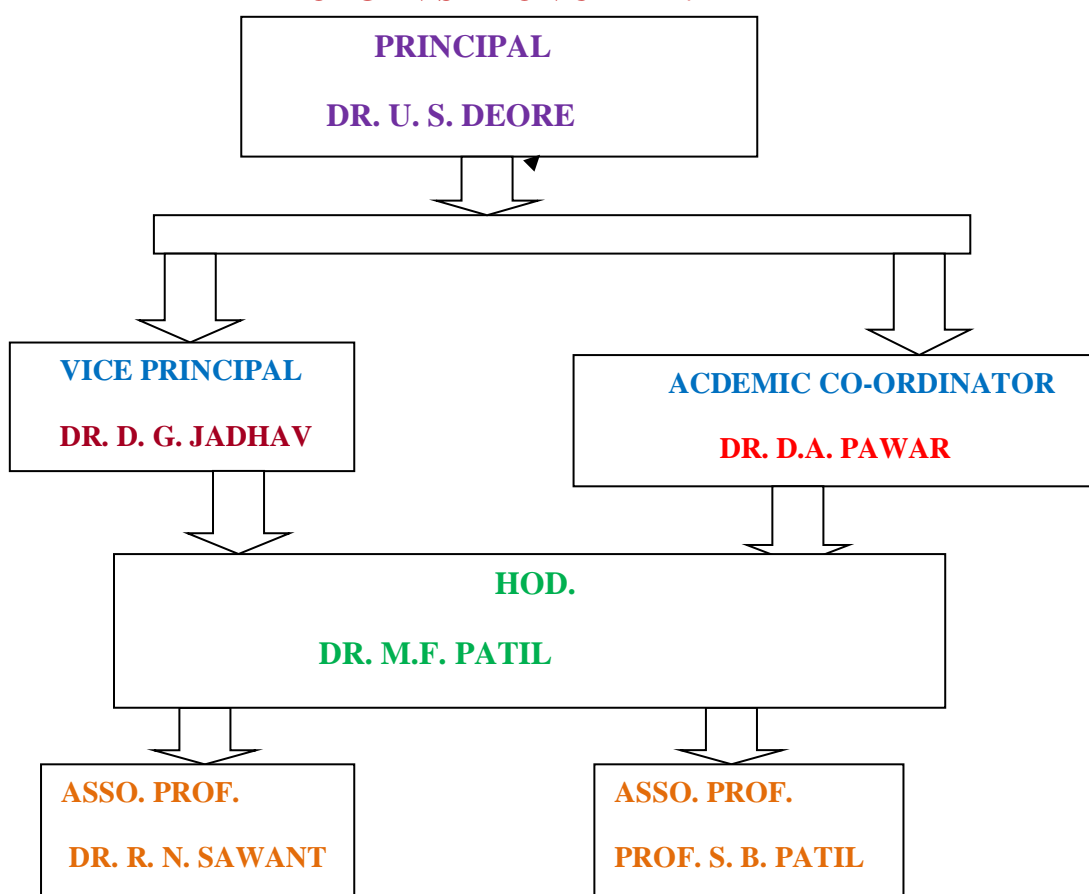 PRINCIPAL
DR. U. S. DEORE
VICE PRINCIPAL
DR. D. G. JADHAV
ACDEMIC CO-ORDINATOR
DR. D.A. PAWAR
HOD.
DR. M.F. PATIL
ASSO. PROF.
DR. R. N. SAWANT
ASSO. PROF.
PROF. S. B. PATIL